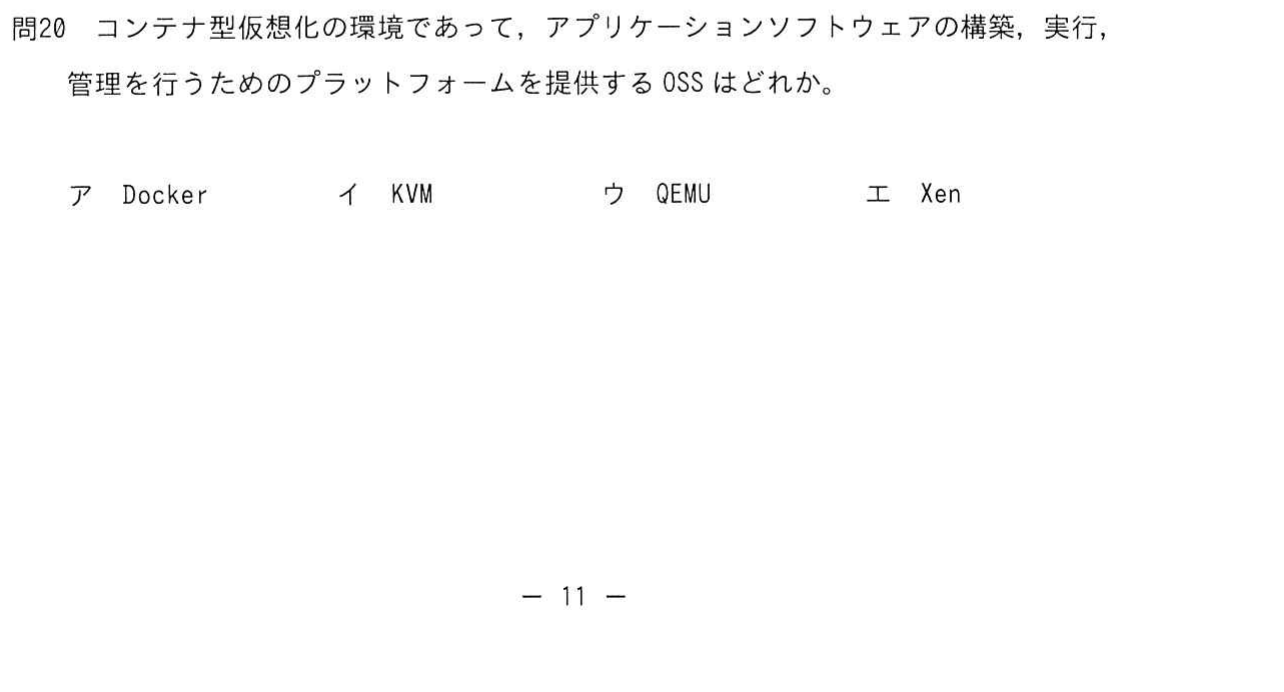 問20　コンテナ型仮想化の環境であって，アプリケーションソフトウェアの構築，実行，
管理を行うためのプラットフォームを提供する OSS はどれか。
ア　Docker　イ　KVM　ウ　QEMU　エ　Xen
－ 11 －